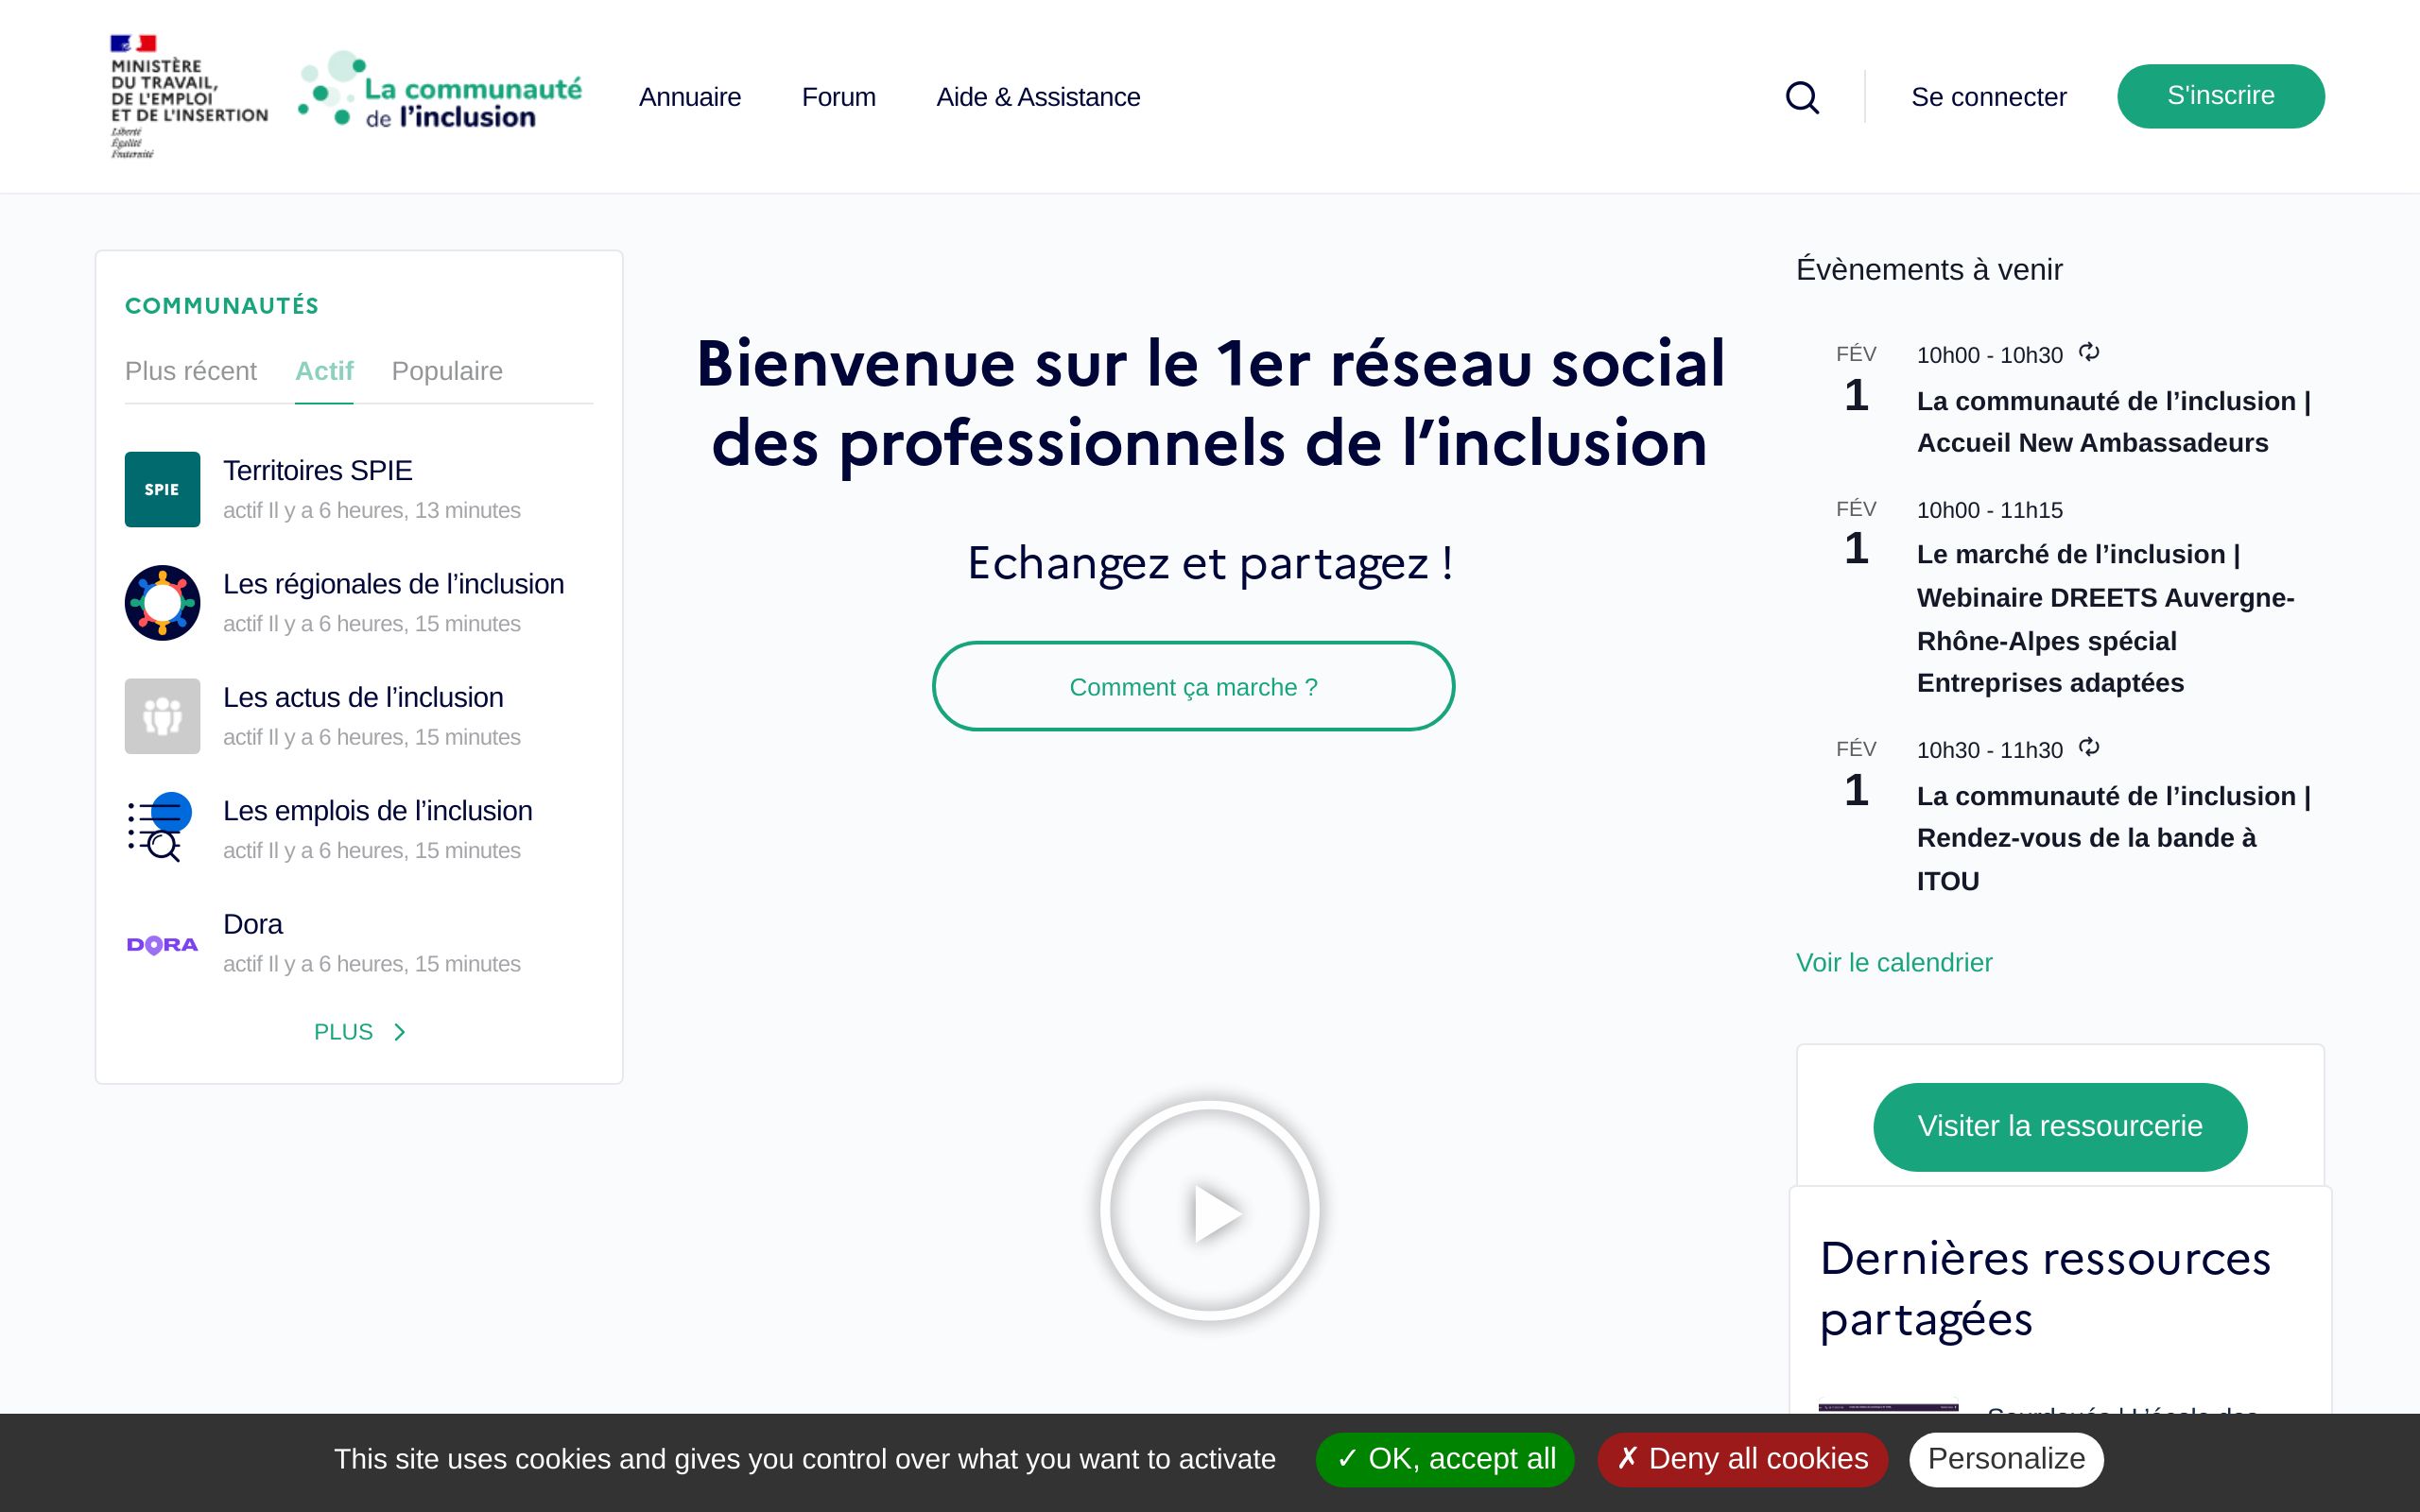 MINISTÈRE
DU TRAVAIL,
DE L'EMPLOI
ET DE L'INSERTION
Liberté
Égalité
Fraternité
La communauté
de l'inclusion
Annuaire
Forum
Aide & Assistance
Se connecter
S'inscrire
COMMUNAUTÉS
Plus récent
Actif
Populaire
SPIE
Territoires SPIE
actif Il y a 6 heures, 13 minutes
Les régionales de l’inclusion
actif Il y a 6 heures, 15 minutes
Les actus de l’inclusion
actif Il y a 6 heures, 15 minutes
Les emplois de l’inclusion
actif Il y a 6 heures, 15 minutes
DORA
Dora
actif Il y a 6 heures, 15 minutes
PLUS
Bienvenue sur le 1er réseau social
des professionnels de l’inclusion
Echangez et partagez !
Comment ça marche ?
Évènements à venir
FÉV
1
10h00 - 10h30
La communauté de l’inclusion |
Accueil New Ambassadeurs
FÉV
1
10h00 - 11h15
Le marché de l’inclusion |
Webinaire DREETS Auvergne-
Rhône-Alpes spécial
Entreprises adaptées
FÉV
1
10h30 - 11h30
La communauté de l’inclusion |
Rendez-vous de la bande à
ITOU
Voir le calendrier
Visiter la ressourcerie
Dernières ressources
partagées
This site uses cookies and gives you control over what you want to activate
✓ OK, accept all
✗ Deny all cookies
Personalize